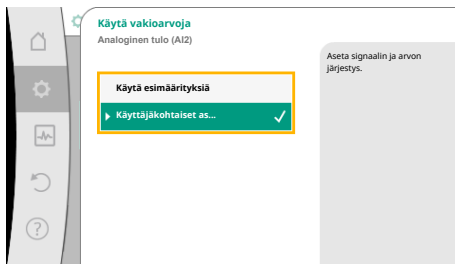 Käytä vakioarvoja
Analoginen tulo (AI2)
Aseta signaalin ja arvon
järjestys.
Käytä esimäärityksiä
Käyttäjäkohtaiset as...